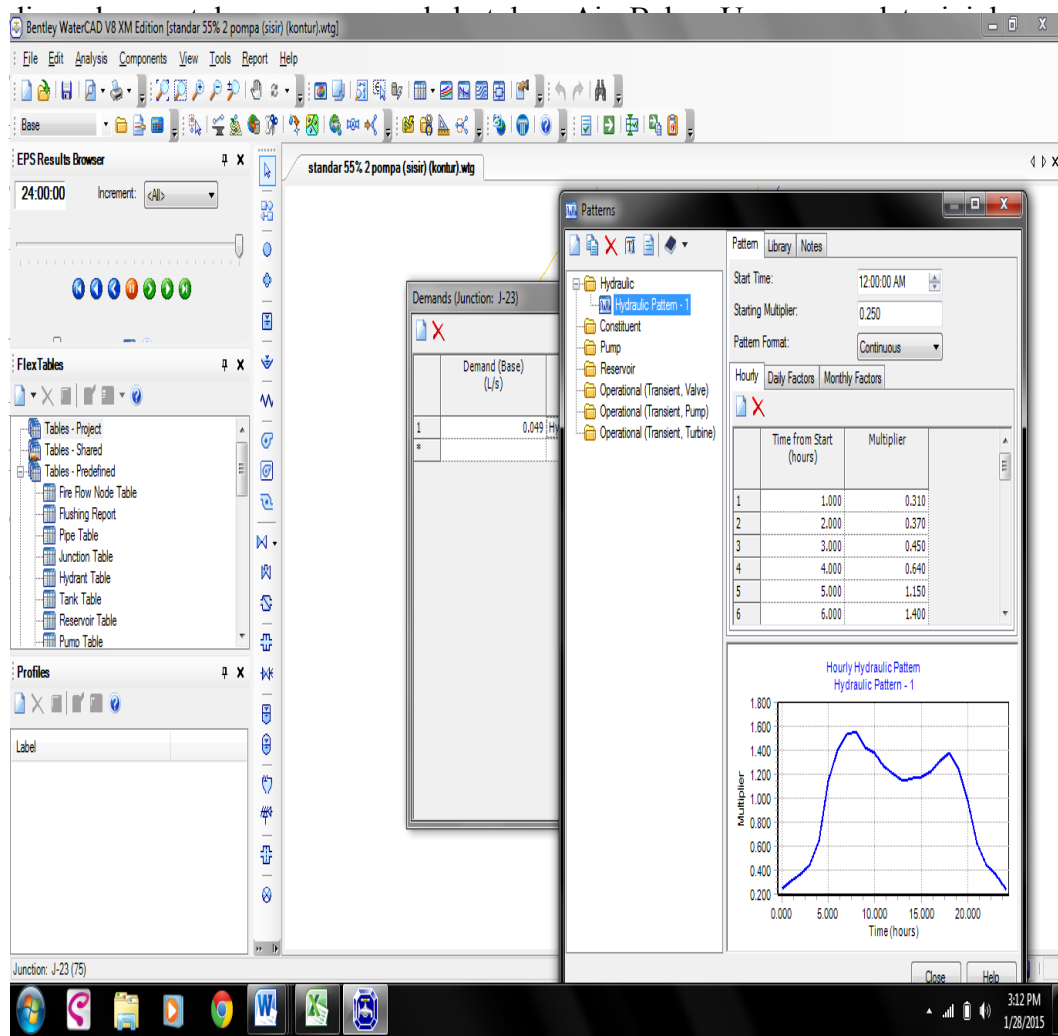 Bentley WaterCAD V8 XM Edition [standar 55% 2 pompa (sisir) (kontur).wtg]
File Edit Analysis Components View Tools Report Help
Base
EPS Results Browser
24:00:00 Increment: <All>
FlexTables
Tables - Project
Tables - Shared
Tables - Predefined
Fire Flow Node Table
Flushing Report
Pipe Table
Junction Table
Hydrant Table
Tank Table
Reservoir Table
Pump Table
Profiles
Label
standar 55% 2 pompa (sisir) (kontur).wtg
Demands (Junction: J-23)
Demand (Base)
(L/s)
1 0.049
*
Patterns
Hydraulic
Hydraulic Pattern - 1
Constituent
Pump
Reservoir
Operational (Transient, Valve)
Operational (Transient, Pump)
Operational (Transient, Turbine)
Pattern Library Notes
Start Time: 12:00:00 AM
Starting Multiplier: 0.250
Pattern Format: Continuous
Hourly Daily Factors Monthly Factors
Time from Start
(hours)
Multiplier
1 1.000 0.310
2 2.000 0.370
3 3.000 0.450
4 4.000 0.640
5 5.000 1.150
6 6.000 1.400
Hourly Hydraulic Pattern
Hydraulic Pattern - 1
1.800
1.600
1.400
1.200
1.000
0.800
0.600
0.400
0.200
Multiplier
0.000 5.000 10.000 15.000 20.000
Time (hours)
Close Help
Junction: J-23 (75)
3:12 PM
1/28/2015